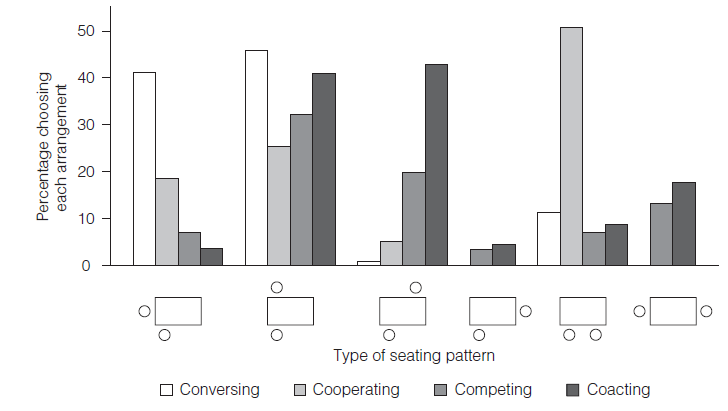 Percentage choosing
each arrangement
50
40
30
20
10
0
Type of seating pattern
Conversing
Cooperating
Competing
Coacting